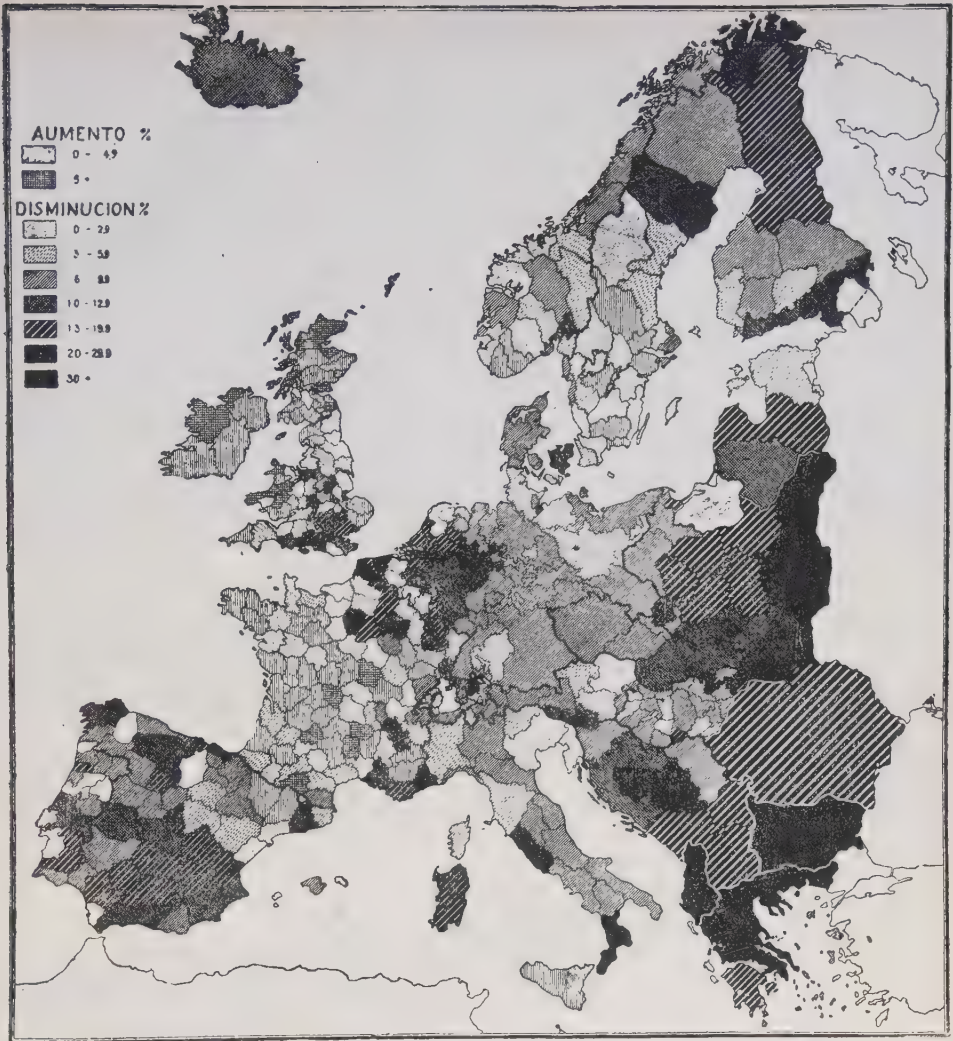 AUMENTO %
0 - 4,9
5 +
DISMINUCION %
0 - 2,9
3 - 5,9
6 9,9
10 - 12,9
13 - 19,9
20 - 29,9
30 +